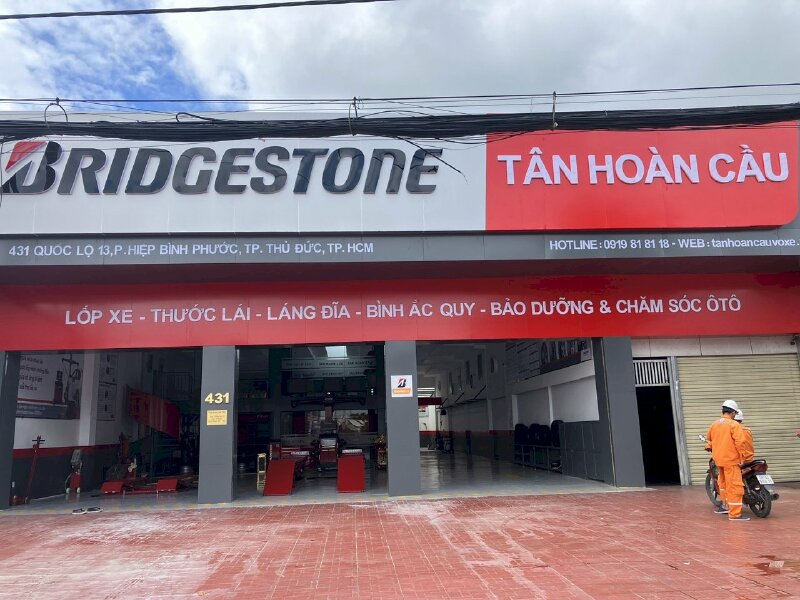 BRIDGESTONE
TÂN HOÀN CẦU
431 QUỐC LỘ 13,P.HIỆP BÌNH PHƯỚC, TP. THỦ ĐỨC, TP. HCM
HOTLINE : 0919 81 81 18 - WEB : tanhoancauvoxe.
LỐP XE - THƯỚC LÁI - LÁNG ĐĨA - BÌNH ẮC QUY - BẢO DƯỠNG & CHĂM SÓC ÔTÔ
431